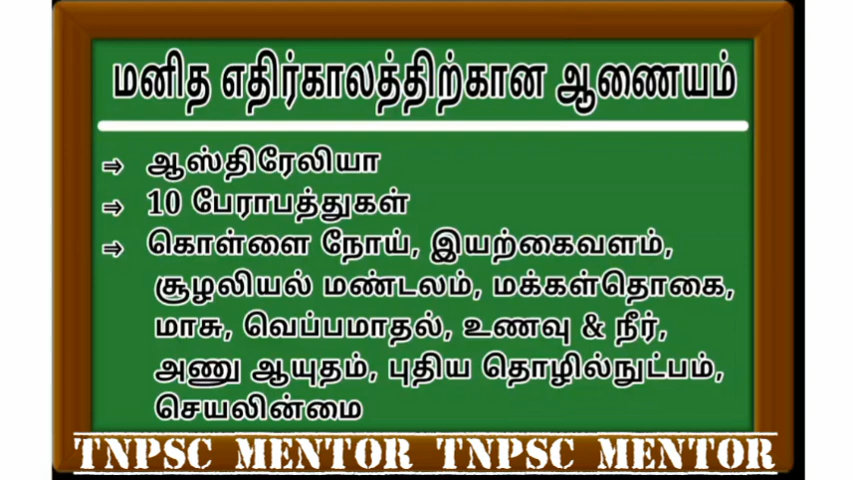 மனித எதிர்காலத்திற்கான ஆணையம்
⇒ ஆஸ்திரேலியா
⇒ 10 பேராபத்துகள்
⇒ கொள்ளை நோய், இயற்கைவளம்,
சூழலியல் மண்டலம், மக்கள்தொகை,
மாசு, வெப்பமாதல், உணவு & நீர்,
அணு ஆயுதம், புதிய தொழில்நுட்பம்,
செயலின்மை
TNPSC MENTOR TNPSC MENTOR